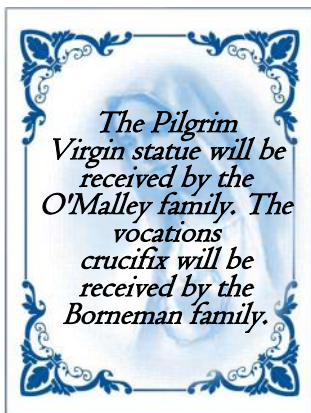 The Pilgrim
Virgin statue will be
received by the
O'Malley family. The
vocations
crucifix will be
received by the
Borneman family.